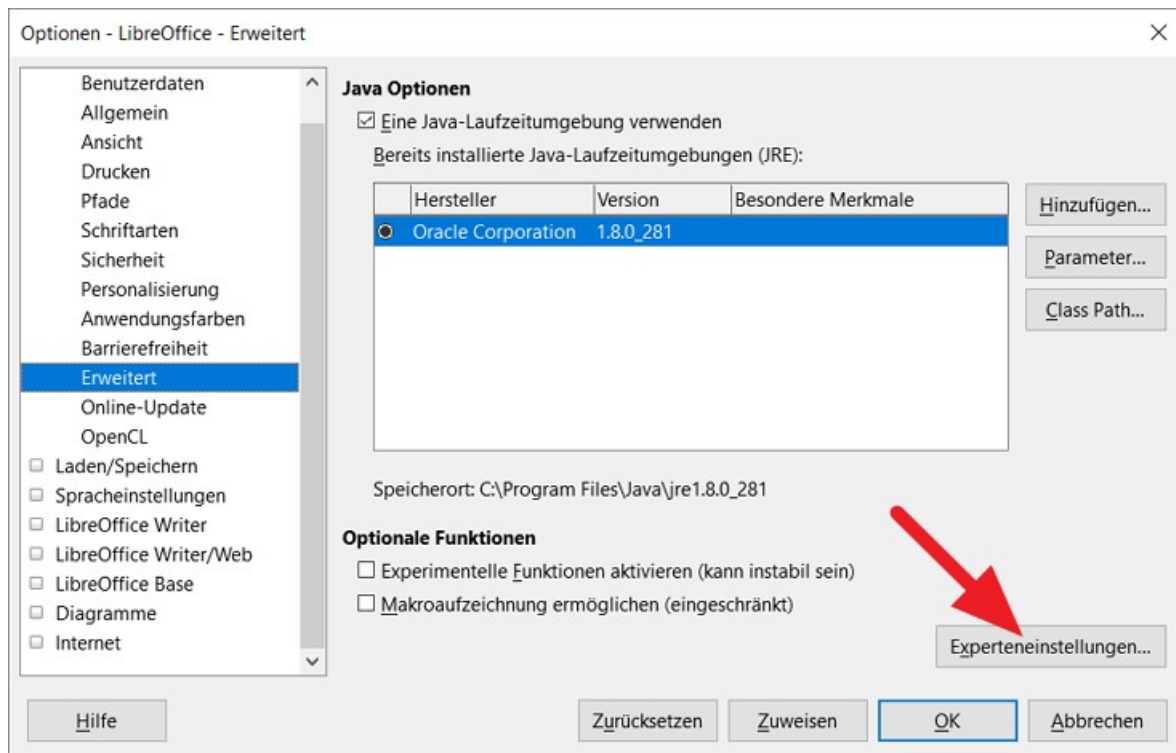 Optionen - LibreOffice - Erweitert
Benutzerdaten
Allgemein
Ansicht
Drucken
Pfade
Schriftarten
Sicherheit
Personalisierung
Anwendungsfarben
Barrierefreiheit
Erweitert
Online-Update
OpenCL
Laden/Speichern
Spracheinstellungen
LibreOffice Writer
LibreOffice Writer/Web
LibreOffice Base
Diagramme
Internet
Java Optionen
Eine Java-Laufzeitumgebung verwenden
Bereits installierte Java-Laufzeitumgebungen (JRE):
Hersteller Version Besondere Merkmale
Oracle Corporation 1.8.0_281
Hinzufügen...
Parameter...
Class Path...
Speicherort: C:\Program Files\Java\jre1.8.0_281
Optionale Funktionen
Experimentelle Funktionen aktivieren (kann instabil sein)
Makroaufzeichnung ermöglichen (eingeschränkt)
Experteneinstellungen...
Hilfe Zurücksetzen Zuweisen OK Abbrechen